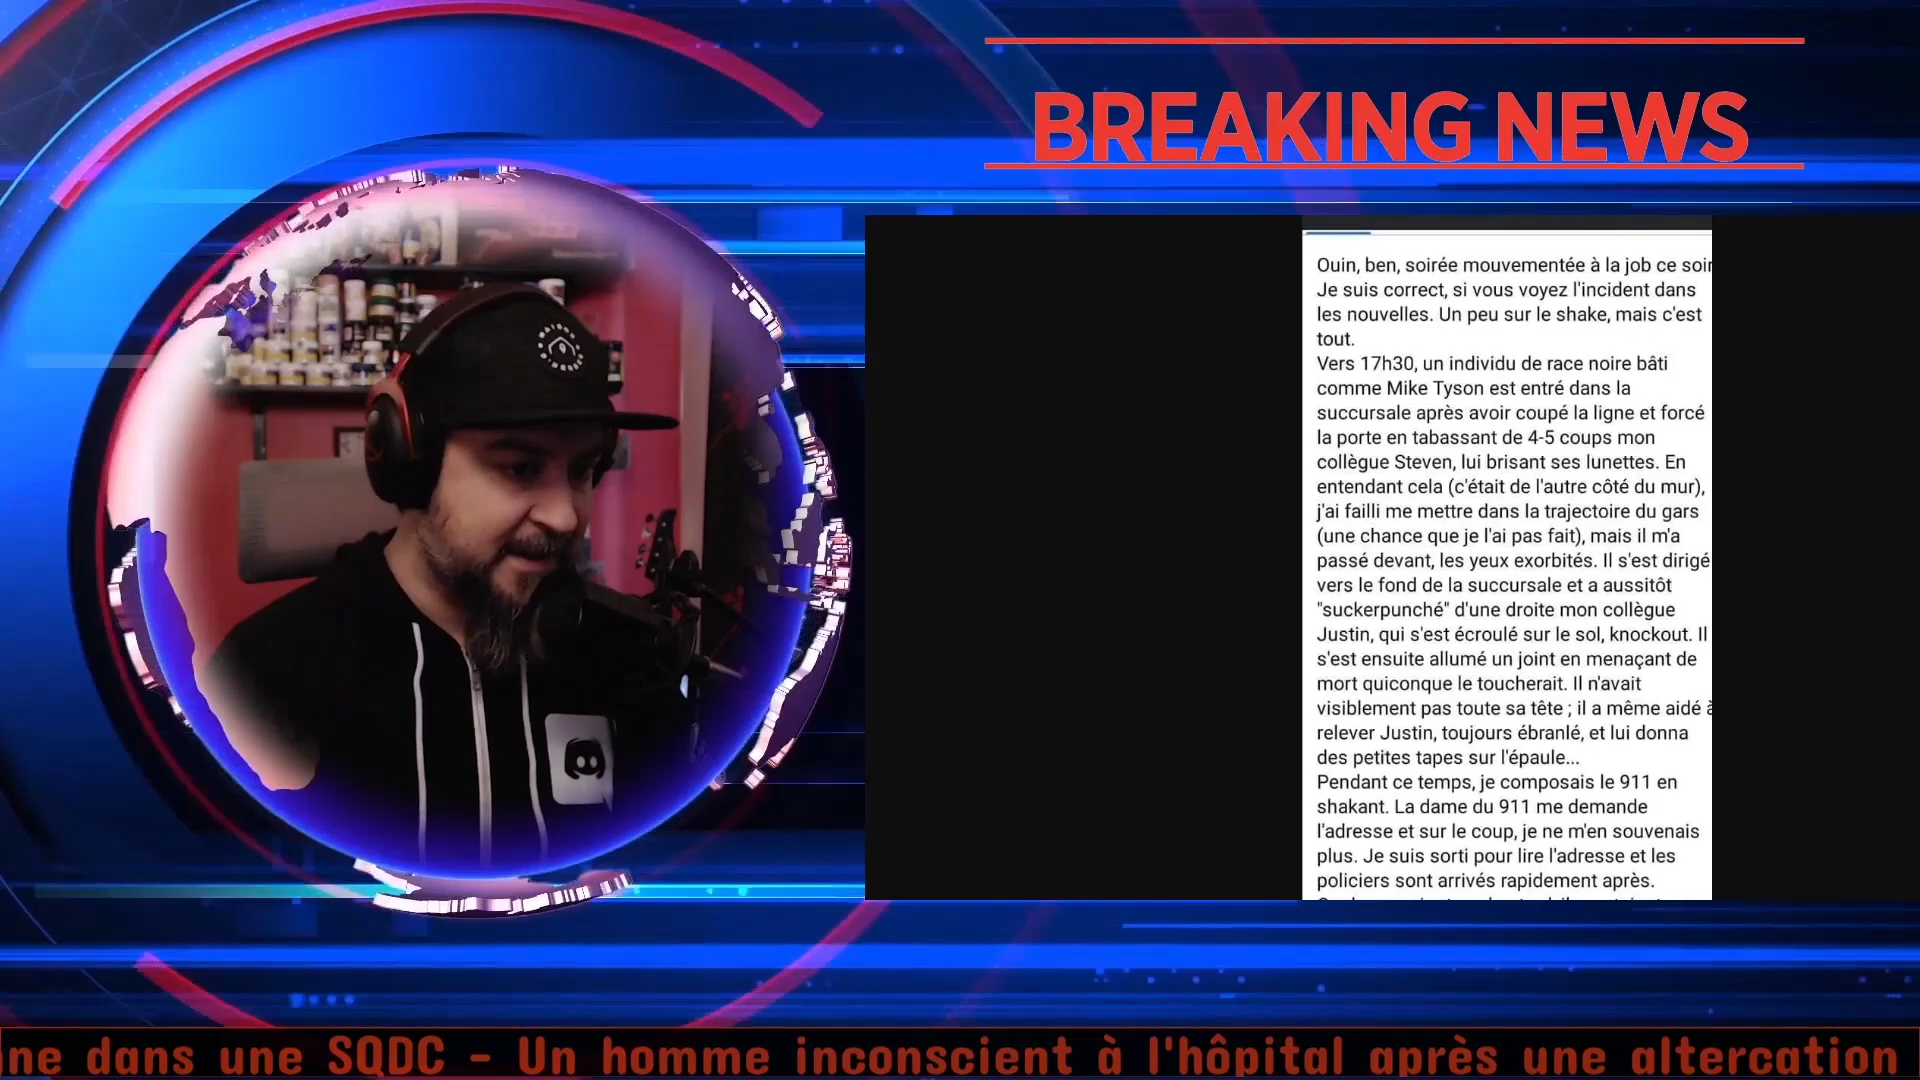 BREAKING NEWS
Ouin, ben, soirée mouvementée à la job ce soir
Je suis correct, si vous voyez l'incident dans
les nouvelles. Un peu sur le shake, mais c'est
tout.
Vers 17h30, un individu de race noire bâti
comme Mike Tyson est entré dans la
succursale après avoir coupé la ligne et forcé
la porte en tabassant de 4-5 coups mon
collègue Steven, lui brisant ses lunettes. En
entendant cela (c'était de l'autre côté du mur),
j'ai failli me mettre dans la trajectoire du gars
(une chance que je l'ai pas fait), mais il m'a
passé devant, les yeux exorbités. Il s'est dirigé
vers le fond de la succursale et a aussitôt
"suckerpunché" d'une droite mon collègue
Justin, qui s'est écroulé sur le sol, knockout. Il
s'est ensuite allumé un joint en menaçant de
mort quiconque le toucherait. Il n'avait
visiblement pas toute sa tête ; il a même aidé à
relever Justin, toujours ébranlé, et lui donna
des petites tapes sur l'épaule...
Pendant ce temps, je composais le 911 en
shakant. La dame du 911 me demande
l'adresse et sur le coup, je ne m'en souvenais
plus. Je suis sorti pour lire l'adresse et les
policiers sont arrivés rapidement après.
ne dans une SQDC - Un homme inconscient à l'hôpital après une altercation